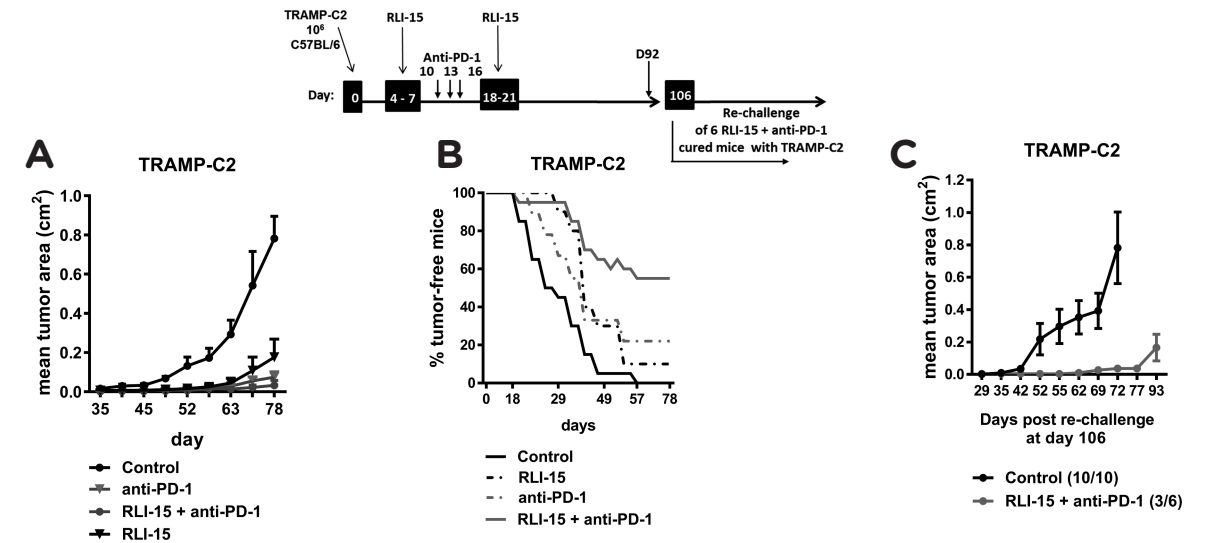 TRAMP-C2
10⁶
C57BL/6
RLI-15
RLI-15
Anti-PD-1
10 13 16
D92
Day:
0
4 - 7
18-21
106
Re-challenge
of 6 RLI-15 + anti-PD-1
cured mice with TRAMP-C2
A
TRAMP-C2
mean tumor area (cm²)
1.0
0.8
0.6
0.4
0.2
0.0
35 45 52 63 78
day
Control
anti-PD-1
RLI-15 + anti-PD-1
RLI-15
B
TRAMP-C2
% tumor-free mice
100
80
60
40
20
0
0 18 29 49 57 78
days
Control
RLI-15
anti-PD-1
RLI-15 + anti-PD-1
C
TRAMP-C2
mean tumor area (cm²)
1.2
1.0
0.8
0.6
0.4
0.2
0.0
29 35 42 52 55 62 69 72 77 93
Days post re-challenge
at day 106
Control (10/10)
RLI-15 + anti-PD-1 (3/6)